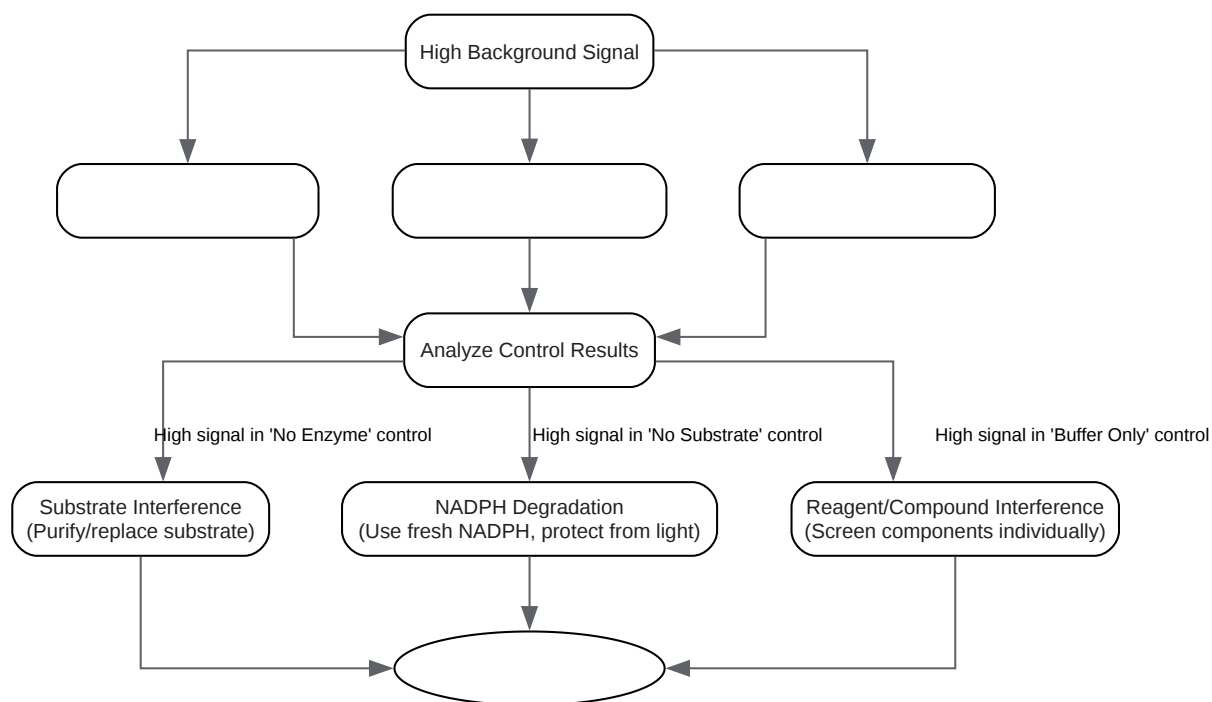 High Background Signal
Analyze Control Results
High signal in 'No Enzyme' control
High signal in 'No Substrate' control
High signal in 'Buffer Only' control
Substrate Interference
(Purify/replace substrate)
NADPH Degradation
(Use fresh NADPH, protect from light)
Reagent/Compound Interference
(Screen components individually)